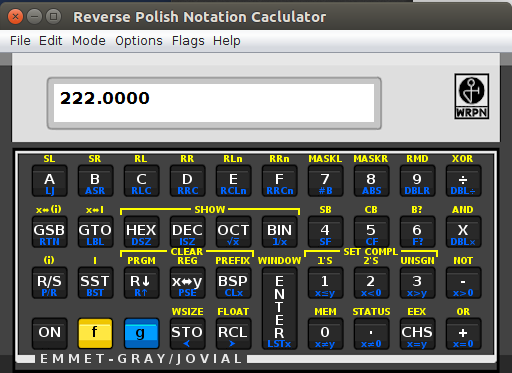 Reverse Polish Notation Caclulator
File Edit Mode Options Flags Help
222.0000
WRPN
SL SR RL RR RLn RRn MASKL MASKR RMD XOR
A B C D E F 7 8 9 ÷
LJ ASR RLC RRC RCLn RRCn #B ABS DBLR DBL÷
x↔(i) x↔I SHOW SB CB B? AND
GSB GTO HEX DEC OCT BIN 4 5 6 X
RTN LBL DSZ ISZ √x 1/x SF CF F? DBLx
CLEAR SET COMPL
(i) I PRGM REG PREFIX WINDOW 1'S 2'S UNSGN NOT
R/S SST R↓ x↔y BSP ENTER 1 2 3 -
P/R BST R↑ PSE CLx x≤y x<0 x>y x>0
WSIZE FLOAT MEM STATUS EEX OR
ON f g STO RCL 0 · CHS +
< > LSTx x≠y x≠0 x=y x=0
EMMET-GRAY/JOVIAL